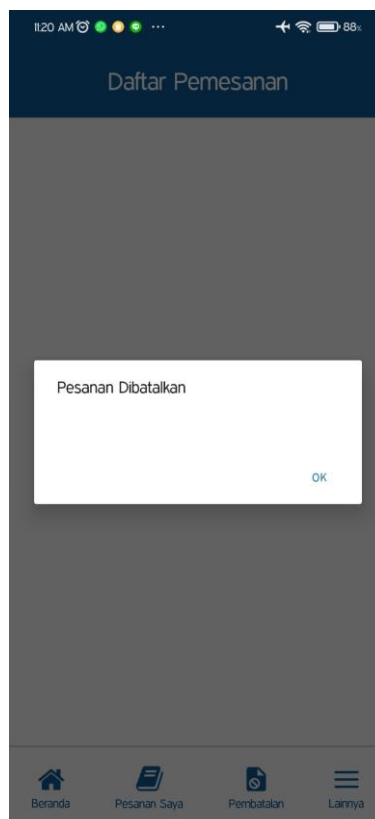 11:20 AM
88%
Daftar Pemesanan
Pesanan Dibatalkan
OK
Beranda
Pesanan Saya
Pembatalan
Lainnya